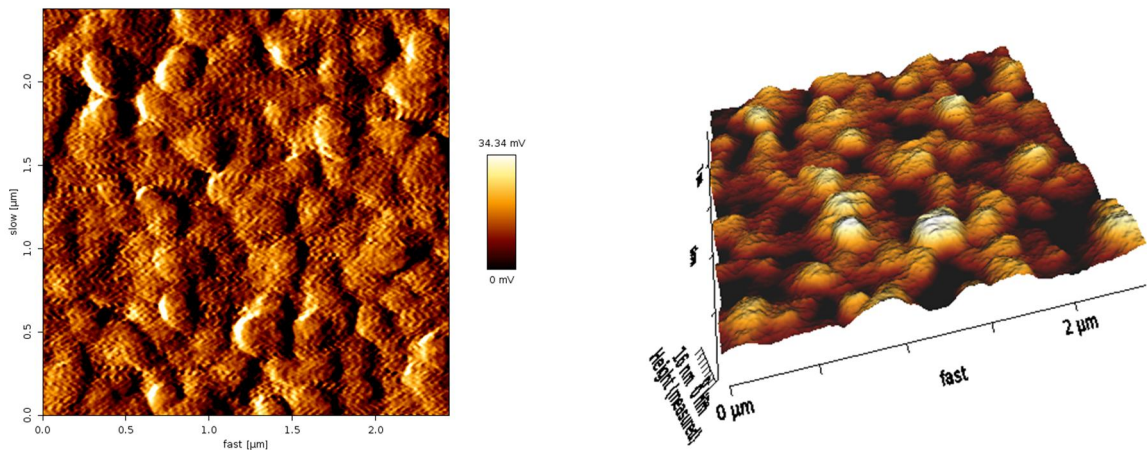 2.0
1.5
1.0
0.5
0.0
slow [µm]
0.0 0.5 1.0 1.5 2.0
fast [µm]
34.34 mV
0 mV
16 nm
Height (measured)
0 µm
fast
2 µm